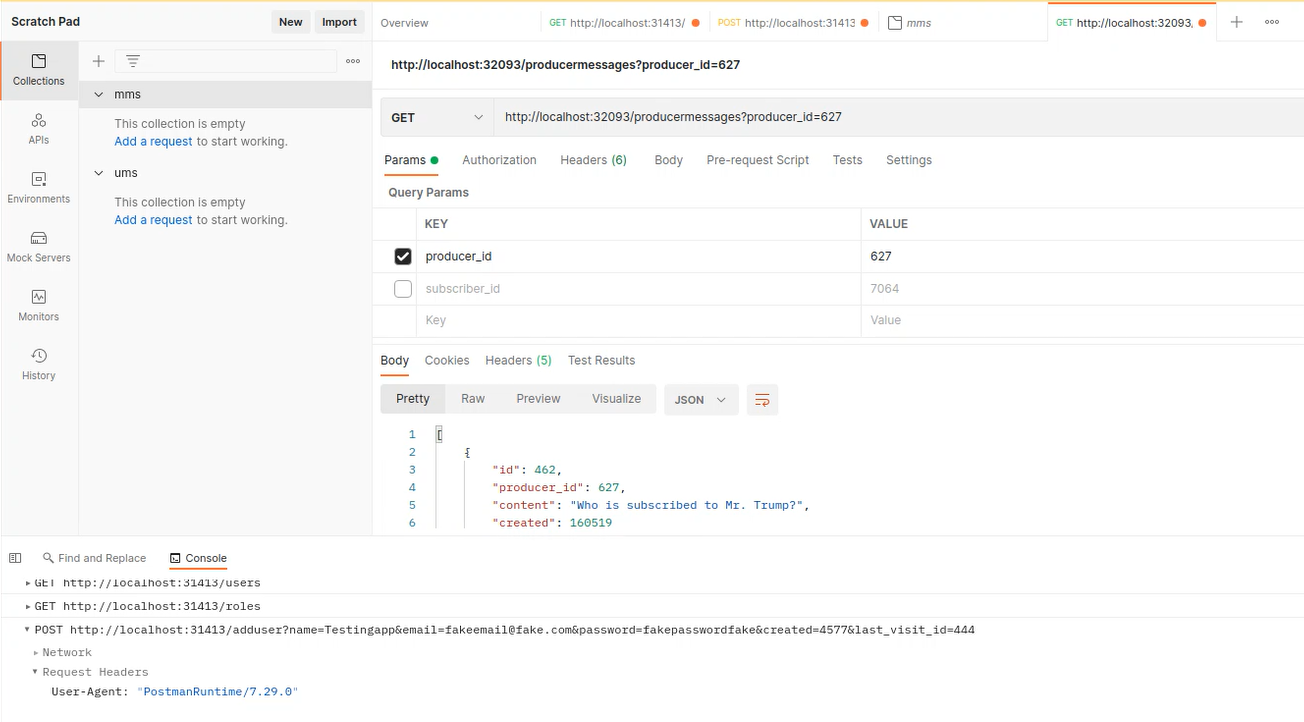 Scratch Pad
New
Import
Overview
GET http://localhost:31413/
POST http://localhost:31413
mms
GET http://localhost:32093,
Collections
APIs
Environments
Mock Servers
Monitors
History
mms
This collection is empty
Add a request to start working.
ums
This collection is empty
Add a request to start working.
http://localhost:32093/producermessages?producer_id=627
GET
http://localhost:32093/producermessages?producer_id=627
Params
Authorization
Headers (6)
Body
Pre-request Script
Tests
Settings
Query Params
KEY VALUE
producer_id 627
subscriber_id 7064
Key Value
Body
Cookies
Headers (5)
Test Results
Pretty
Raw
Preview
Visualize
JSON
1 [
2 {
3 "id": 462,
4 "producer_id": 627,
5 "content": "Who is subscribed to Mr. Trump?",
6 "created": 160519
Find and Replace
Console
GET http://localhost:31413/users
GET http://localhost:31413/roles
POST http://localhost:31413/adduser?name=Testingapp&email=fakeemail@fake.com&password=fakepasswordfake&created=4577&last_visit_id=444
Network
Request Headers
User-Agent: "PostmanRuntime/7.29.0"